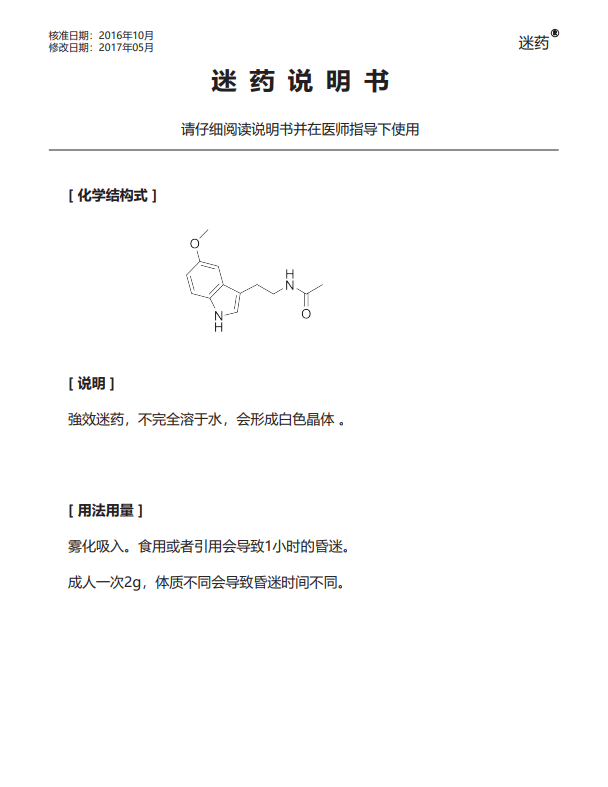 核准日期：2016年10月
修改日期：2017年05月
迷药®
迷药说明书
请仔细阅读说明书并在医师指导下使用
[ 化学结构式 ]
O
H
N
O
N
H
[ 说明 ]
強效迷药，不完全溶于水，会形成白色晶体 。
[ 用法用量 ]
雾化吸入。食用或者引用会导致1小时的昏迷。
成人一次2g，体质不同会导致昏迷时间不同。